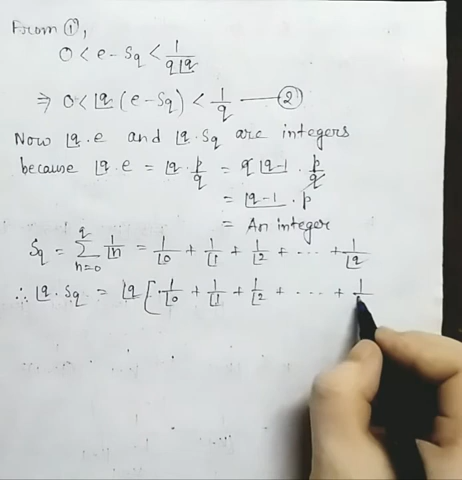 From ①,
0 < e - Sq < 1/(q⌊q)
⇒ 0 < ⌊q (e - Sq) < 1/q — ②
Now ⌊q . e and ⌊q . Sq are integers
because ⌊q . e = ⌊q . p/q = q ⌊q-1 . p/q
= ⌊q-1 . p
= An integer
Sq = Σ_{n=0}^{q} 1/⌊n = 1/⌊0 + 1/⌊1 + 1/⌊2 + ... + 1/⌊q
∴ ⌊q . Sq = ⌊q [ 1/⌊0 + 1/⌊1 + 1/⌊2 + ... + 1/⌊